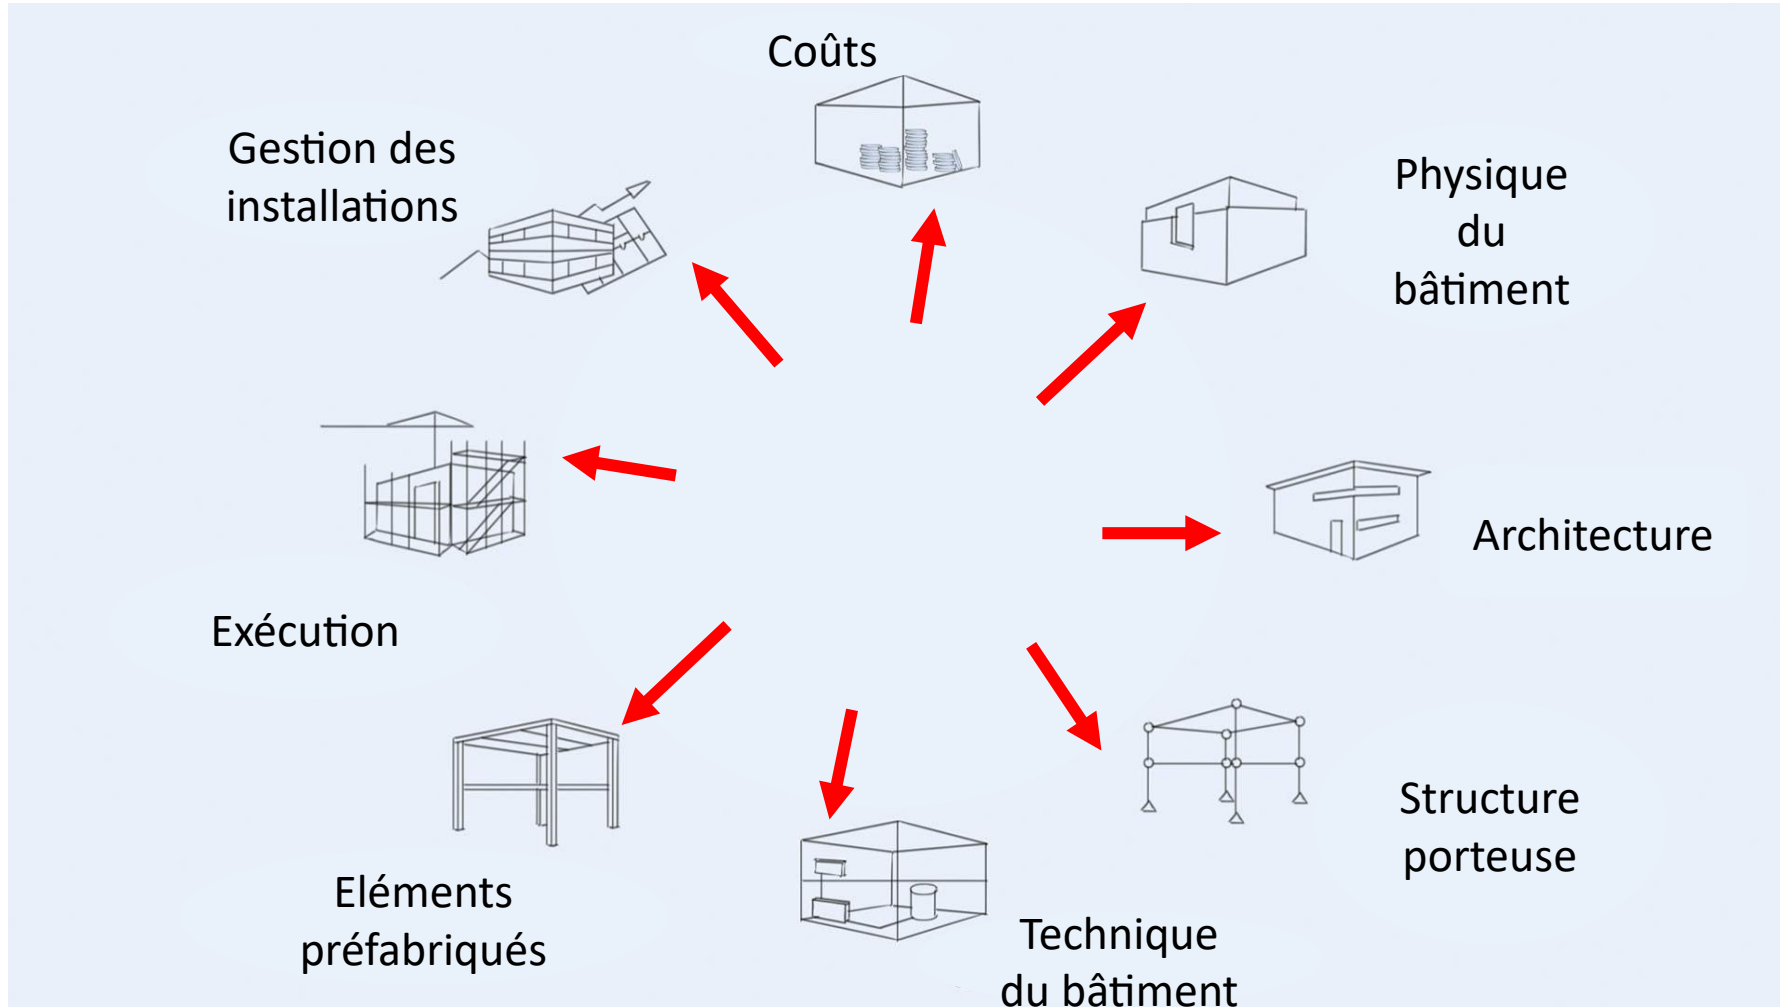 Coûts
Gestion des
installations
Physique
du
bâtiment
Architecture
Exécution
Structure
porteuse
Eléments
préfabriqués
Technique
du bâtiment